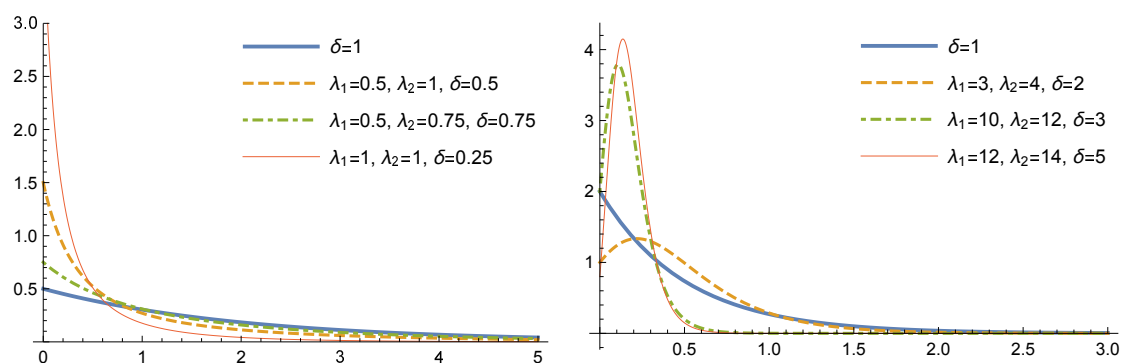 3.0
2.5
2.0
1.5
1.0
0.5
0 1 2 3 4 5
δ=1
λ1=0.5, λ2=1, δ=0.5
λ1=0.5, λ2=0.75, δ=0.75
λ1=1, λ2=1, δ=0.25
4
3
2
1
0.5 1.0 1.5 2.0 2.5 3.0
δ=1
λ1=3, λ2=4, δ=2
λ1=10, λ2=12, δ=3
λ1=12, λ2=14, δ=5